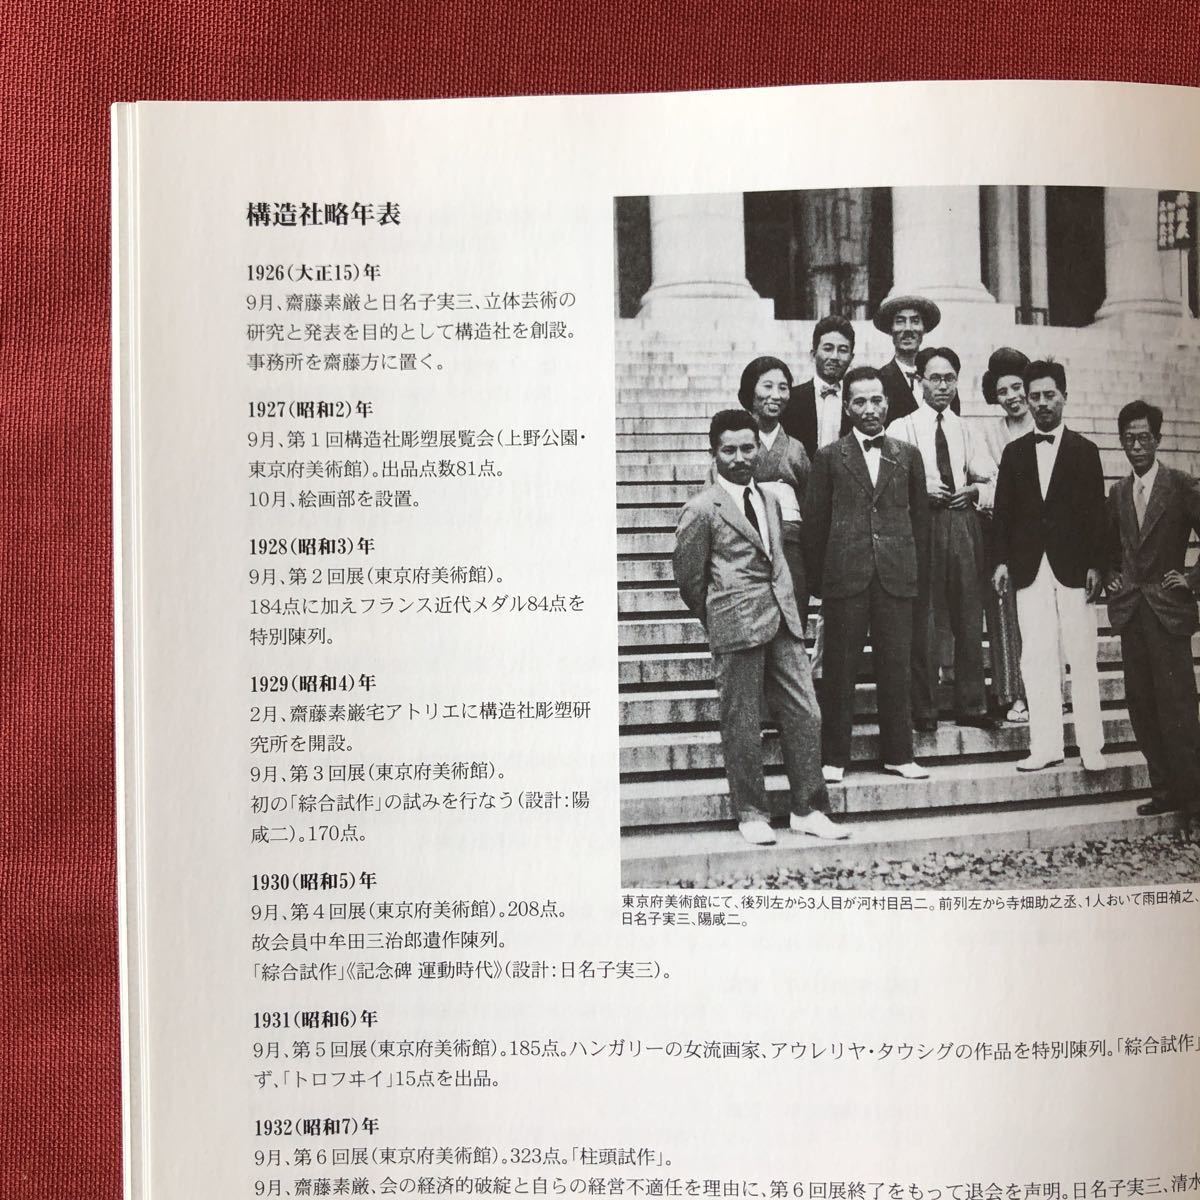 構造社略年表
1926(大正15)年
9月、齋藤素巌と日名子実三、立体芸術の
研究と発表を目的として構造社を創設。
事務所を齋藤方に置く。
1927(昭和2)年
9月、第1回構造社彫塑展覧会(上野公園・
東京府美術館)。出品点数81点。
10月、絵画部を設置。
1928(昭和3)年
9月、第2回展(東京府美術館)。
184点に加えフランス近代メダル84点を
特別陳列。
1929(昭和4)年
2月、齋藤素巌宅アトリエに構造社彫塑研
究所を開設。
9月、第3回展(東京府美術館)。
初の「綜合試作」の試みを行なう(設計:陽
咸二)。170点。
1930(昭和5)年
9月、第4回展(東京府美術館)。208点。
故会員中牟田三治郎遺作陳列。
「綜合試作」《記念碑 運動時代》(設計:日名子実三)。
東京府美術館にて、後列左から3人目が河村目呂二。前列左から寺畑助之丞、1人おいて雨田禎之、
日名子実三、陽咸二。
1931(昭和6)年
9月、第5回展(東京府美術館)。185点。ハンガリーの女流画家、アウレリヤ・タウシグの作品を特別陳列。「綜合試作」
ず、「トロフヰイ」15点を出品。
1932(昭和7)年
9月、第6回展(東京府美術館)。323点。「柱頭試作」。
9月、齋藤素巌、会の経済的破綻と自らの経営不適任を理由に、第6回展終了をもって退会を声明。日名子実三、清水